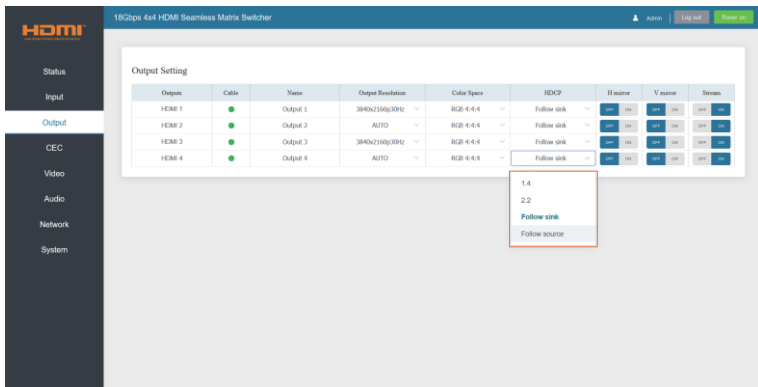 18Gbps 4x4 HDMI Seamless Matrix Switcher
Admin
Log out
Power on
HDMI
Status
Input
Output
CEC
Video
Audio
Network
System
Output Setting
Outputs Cable Name Output Resolution Color Space HDCP H mirror V mirror Stream
HDMI 1 Output 1 3840x2160p30Hz RGB 4:4:4 Follow sink OFF ON OFF ON OFF ON
HDMI 2 Output 2 AUTO RGB 4:4:4 Follow sink OFF ON OFF ON OFF ON
HDMI 3 Output 3 3840x2160p30Hz RGB 4:4:4 Follow sink OFF ON OFF ON OFF ON
HDMI 4 Output 4 AUTO RGB 4:4:4 Follow sink OFF ON OFF ON OFF ON
1.4
2.2
Follow sink
Follow source